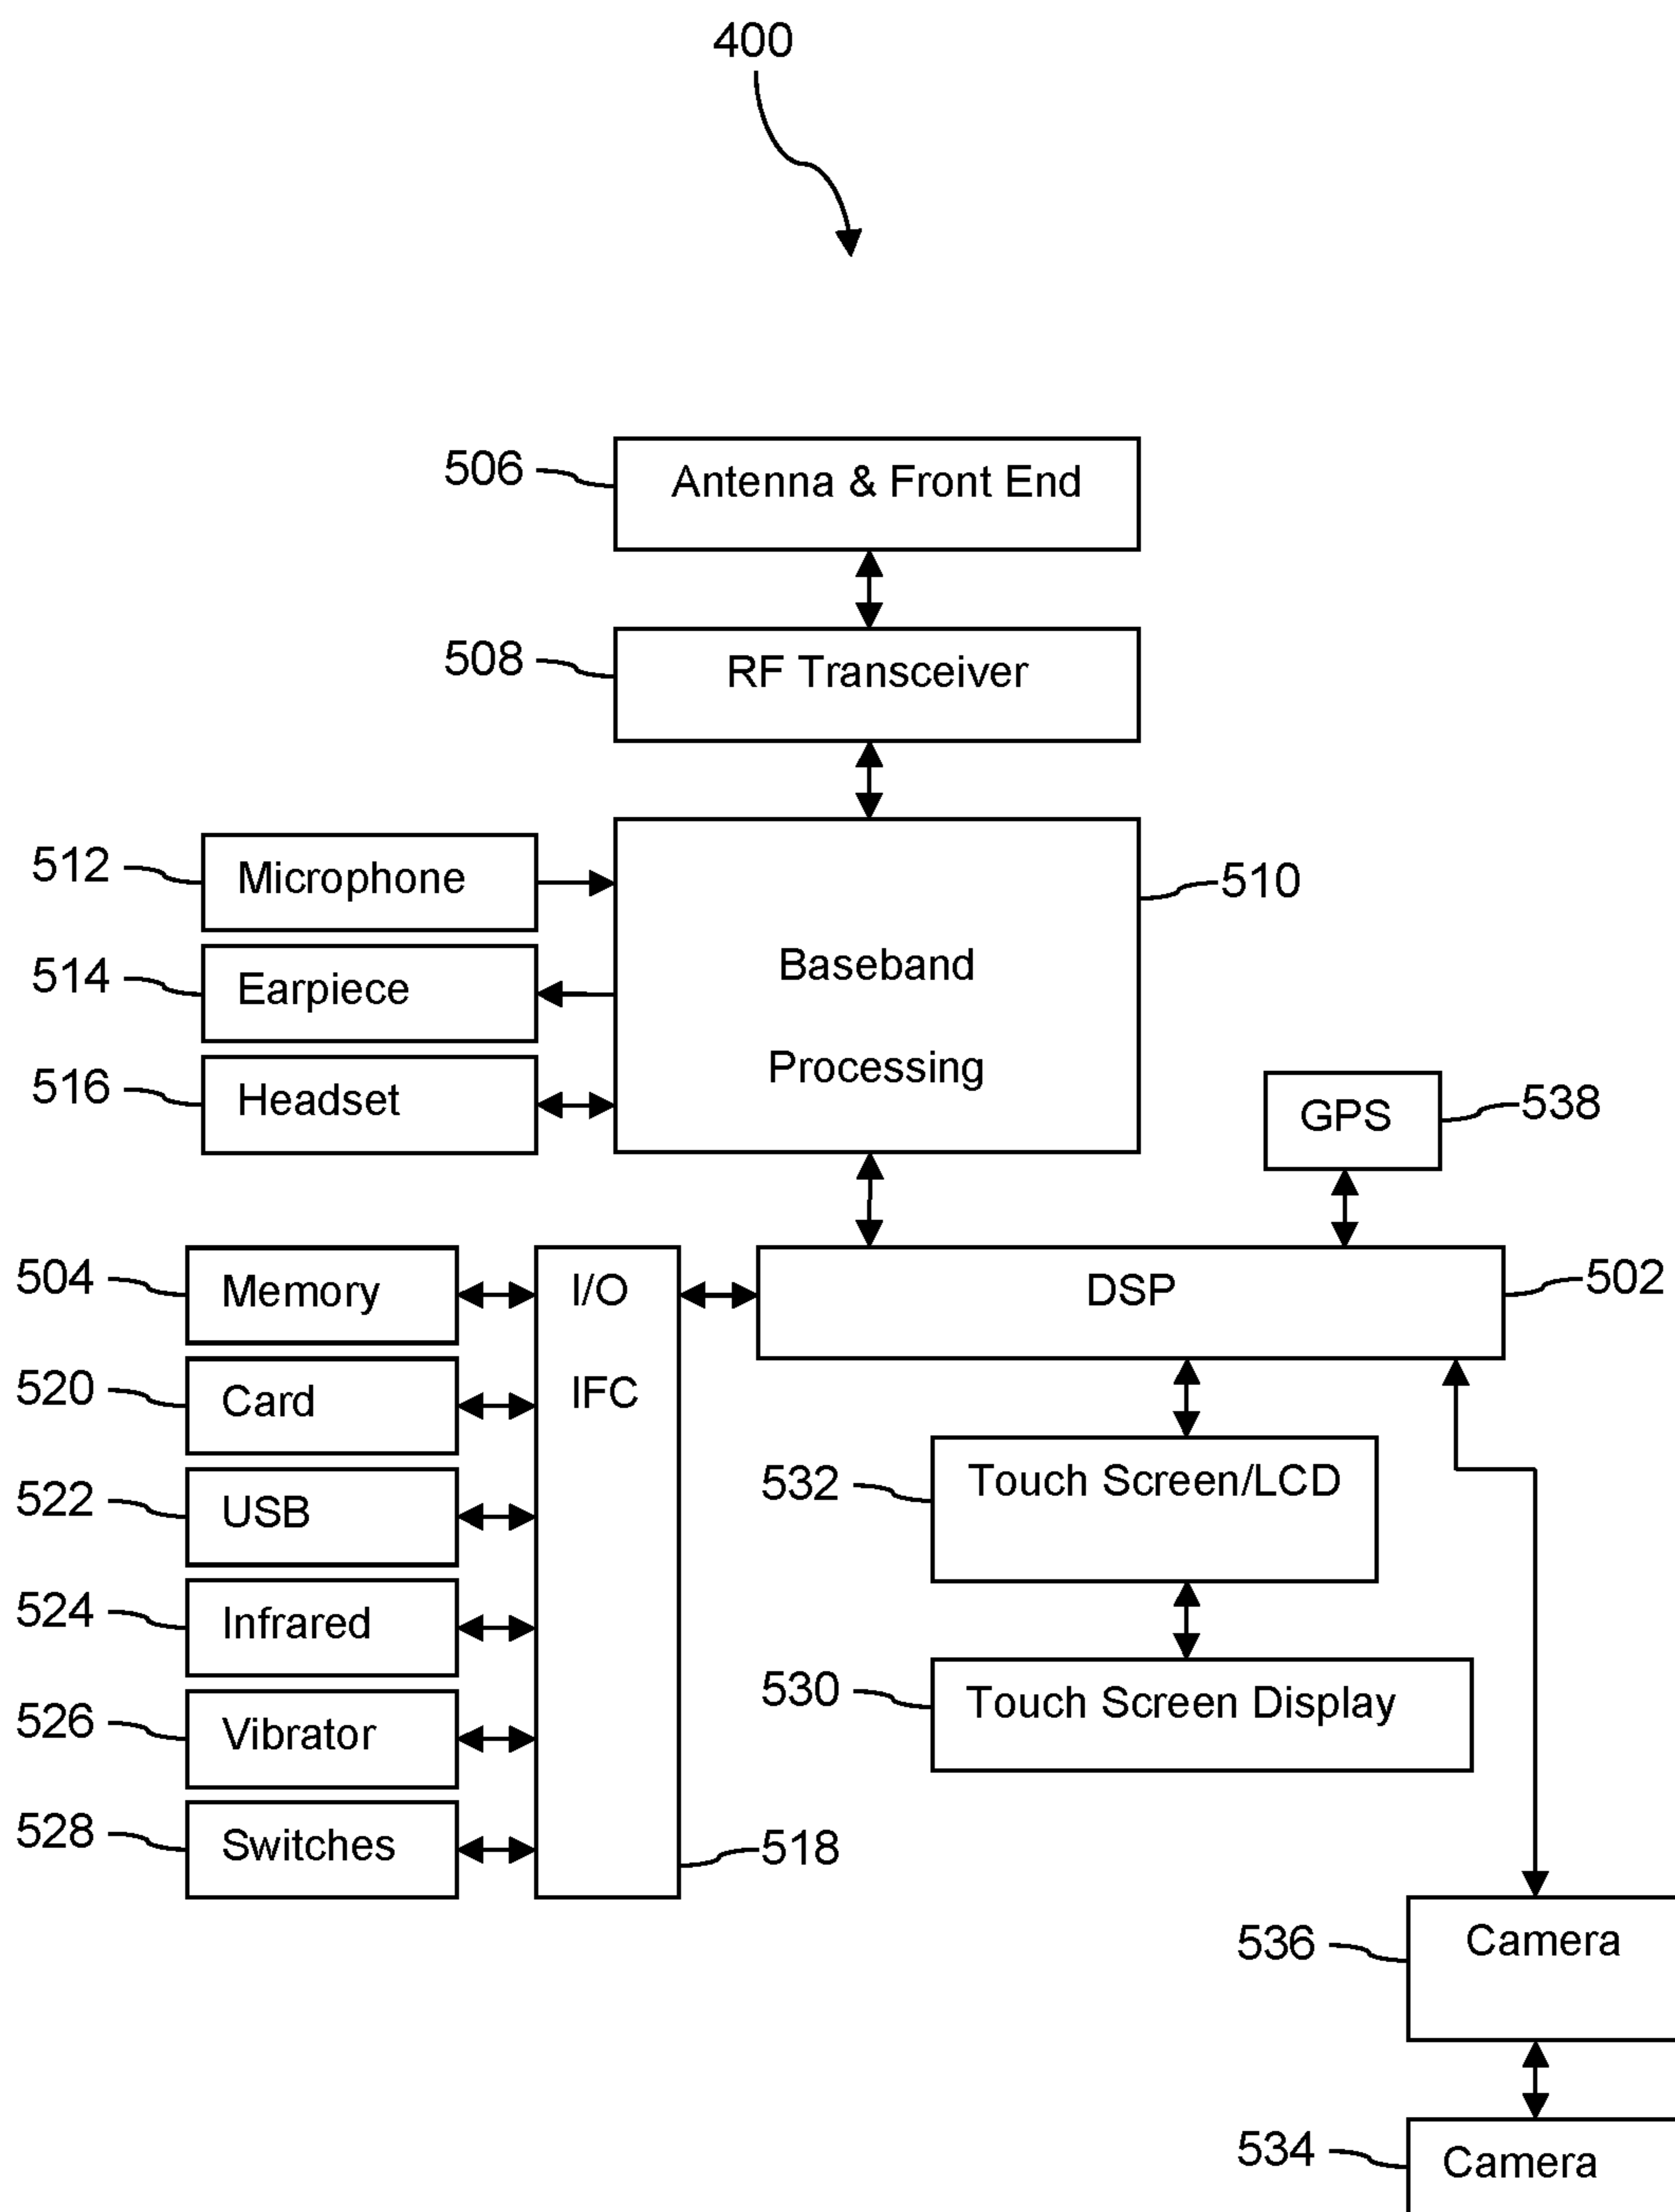 400
506
Antenna & Front End
508
RF Transceiver
512
Microphone
510
514
Earpiece
Baseband
Processing
516
Headset
GPS
538
504
Memory
I/O
IFC
DSP
502
520
Card
532
Touch Screen/LCD
522
USB
524
Infrared
530
Touch Screen Display
526
Vibrator
528
Switches
518
536
Camera
534
Camera